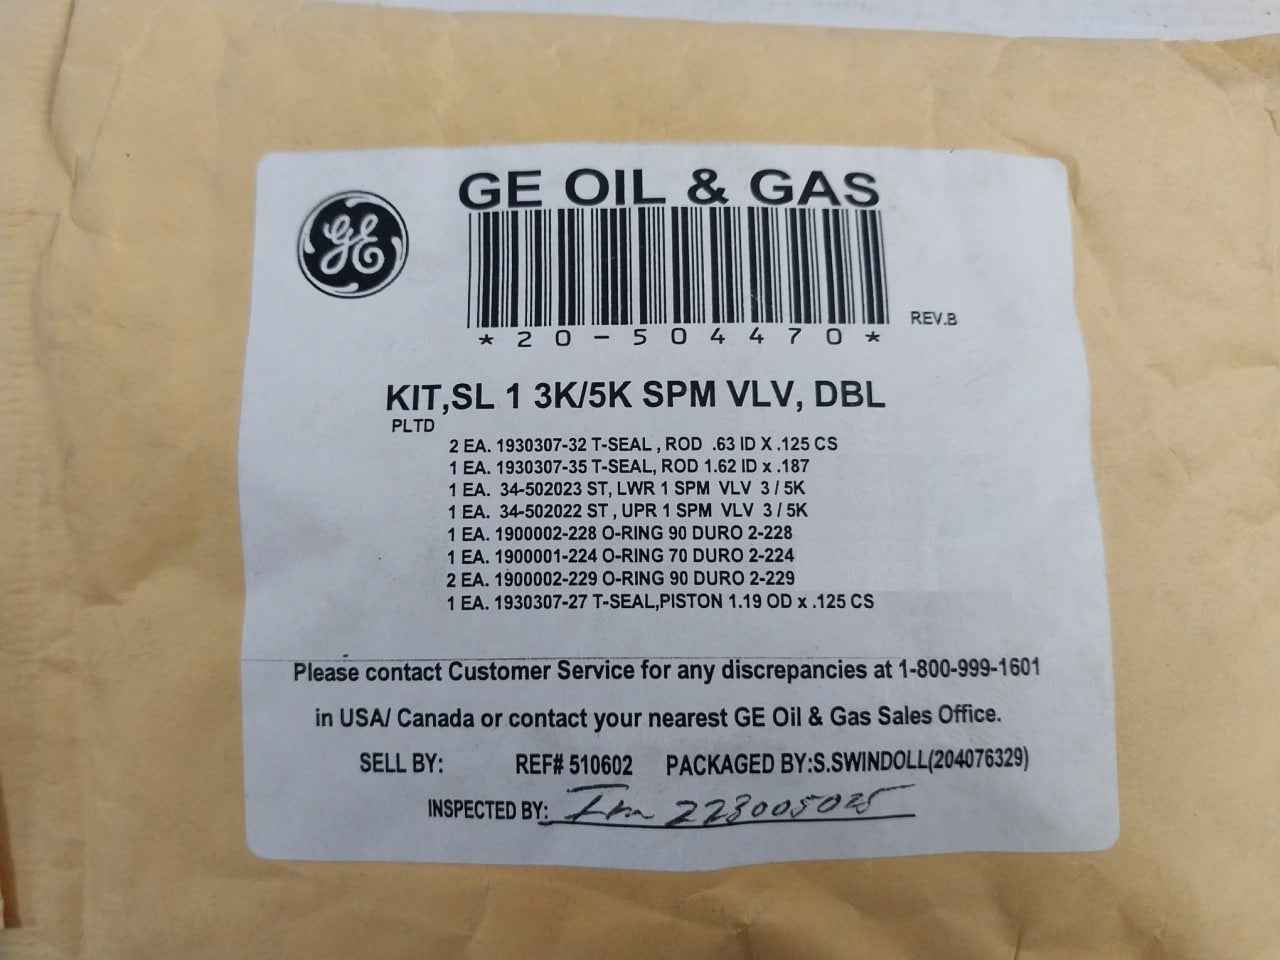 GE OIL & GAS
GE
*20-504470*
REV.B
KIT,SL 1 3K/5K SPM VLV, DBL
PLTD
2 EA. 1930307-32 T-SEAL , ROD .63 ID X .125 CS
1 EA. 1930307-35 T-SEAL, ROD 1.62 ID x .187
1 EA. 34-502023 ST, LWR 1 SPM VLV 3 / 5K
1 EA. 34-502022 ST , UPR 1 SPM VLV 3 / 5K
1 EA. 1900002-228 O-RING 90 DURO 2-228
1 EA. 1900001-224 O-RING 70 DURO 2-224
2 EA. 1900002-229 O-RING 90 DURO 2-229
1 EA. 1930307-27 T-SEAL,PISTON 1.19 OD x .125 CS
Please contact Customer Service for any discrepancies at 1-800-999-1601
in USA/ Canada or contact your nearest GE Oil & Gas Sales Office.
SELL BY: REF# 510602 PACKAGED BY:S.SWINDOLL(204076329)
INSPECTED BY: 223005025